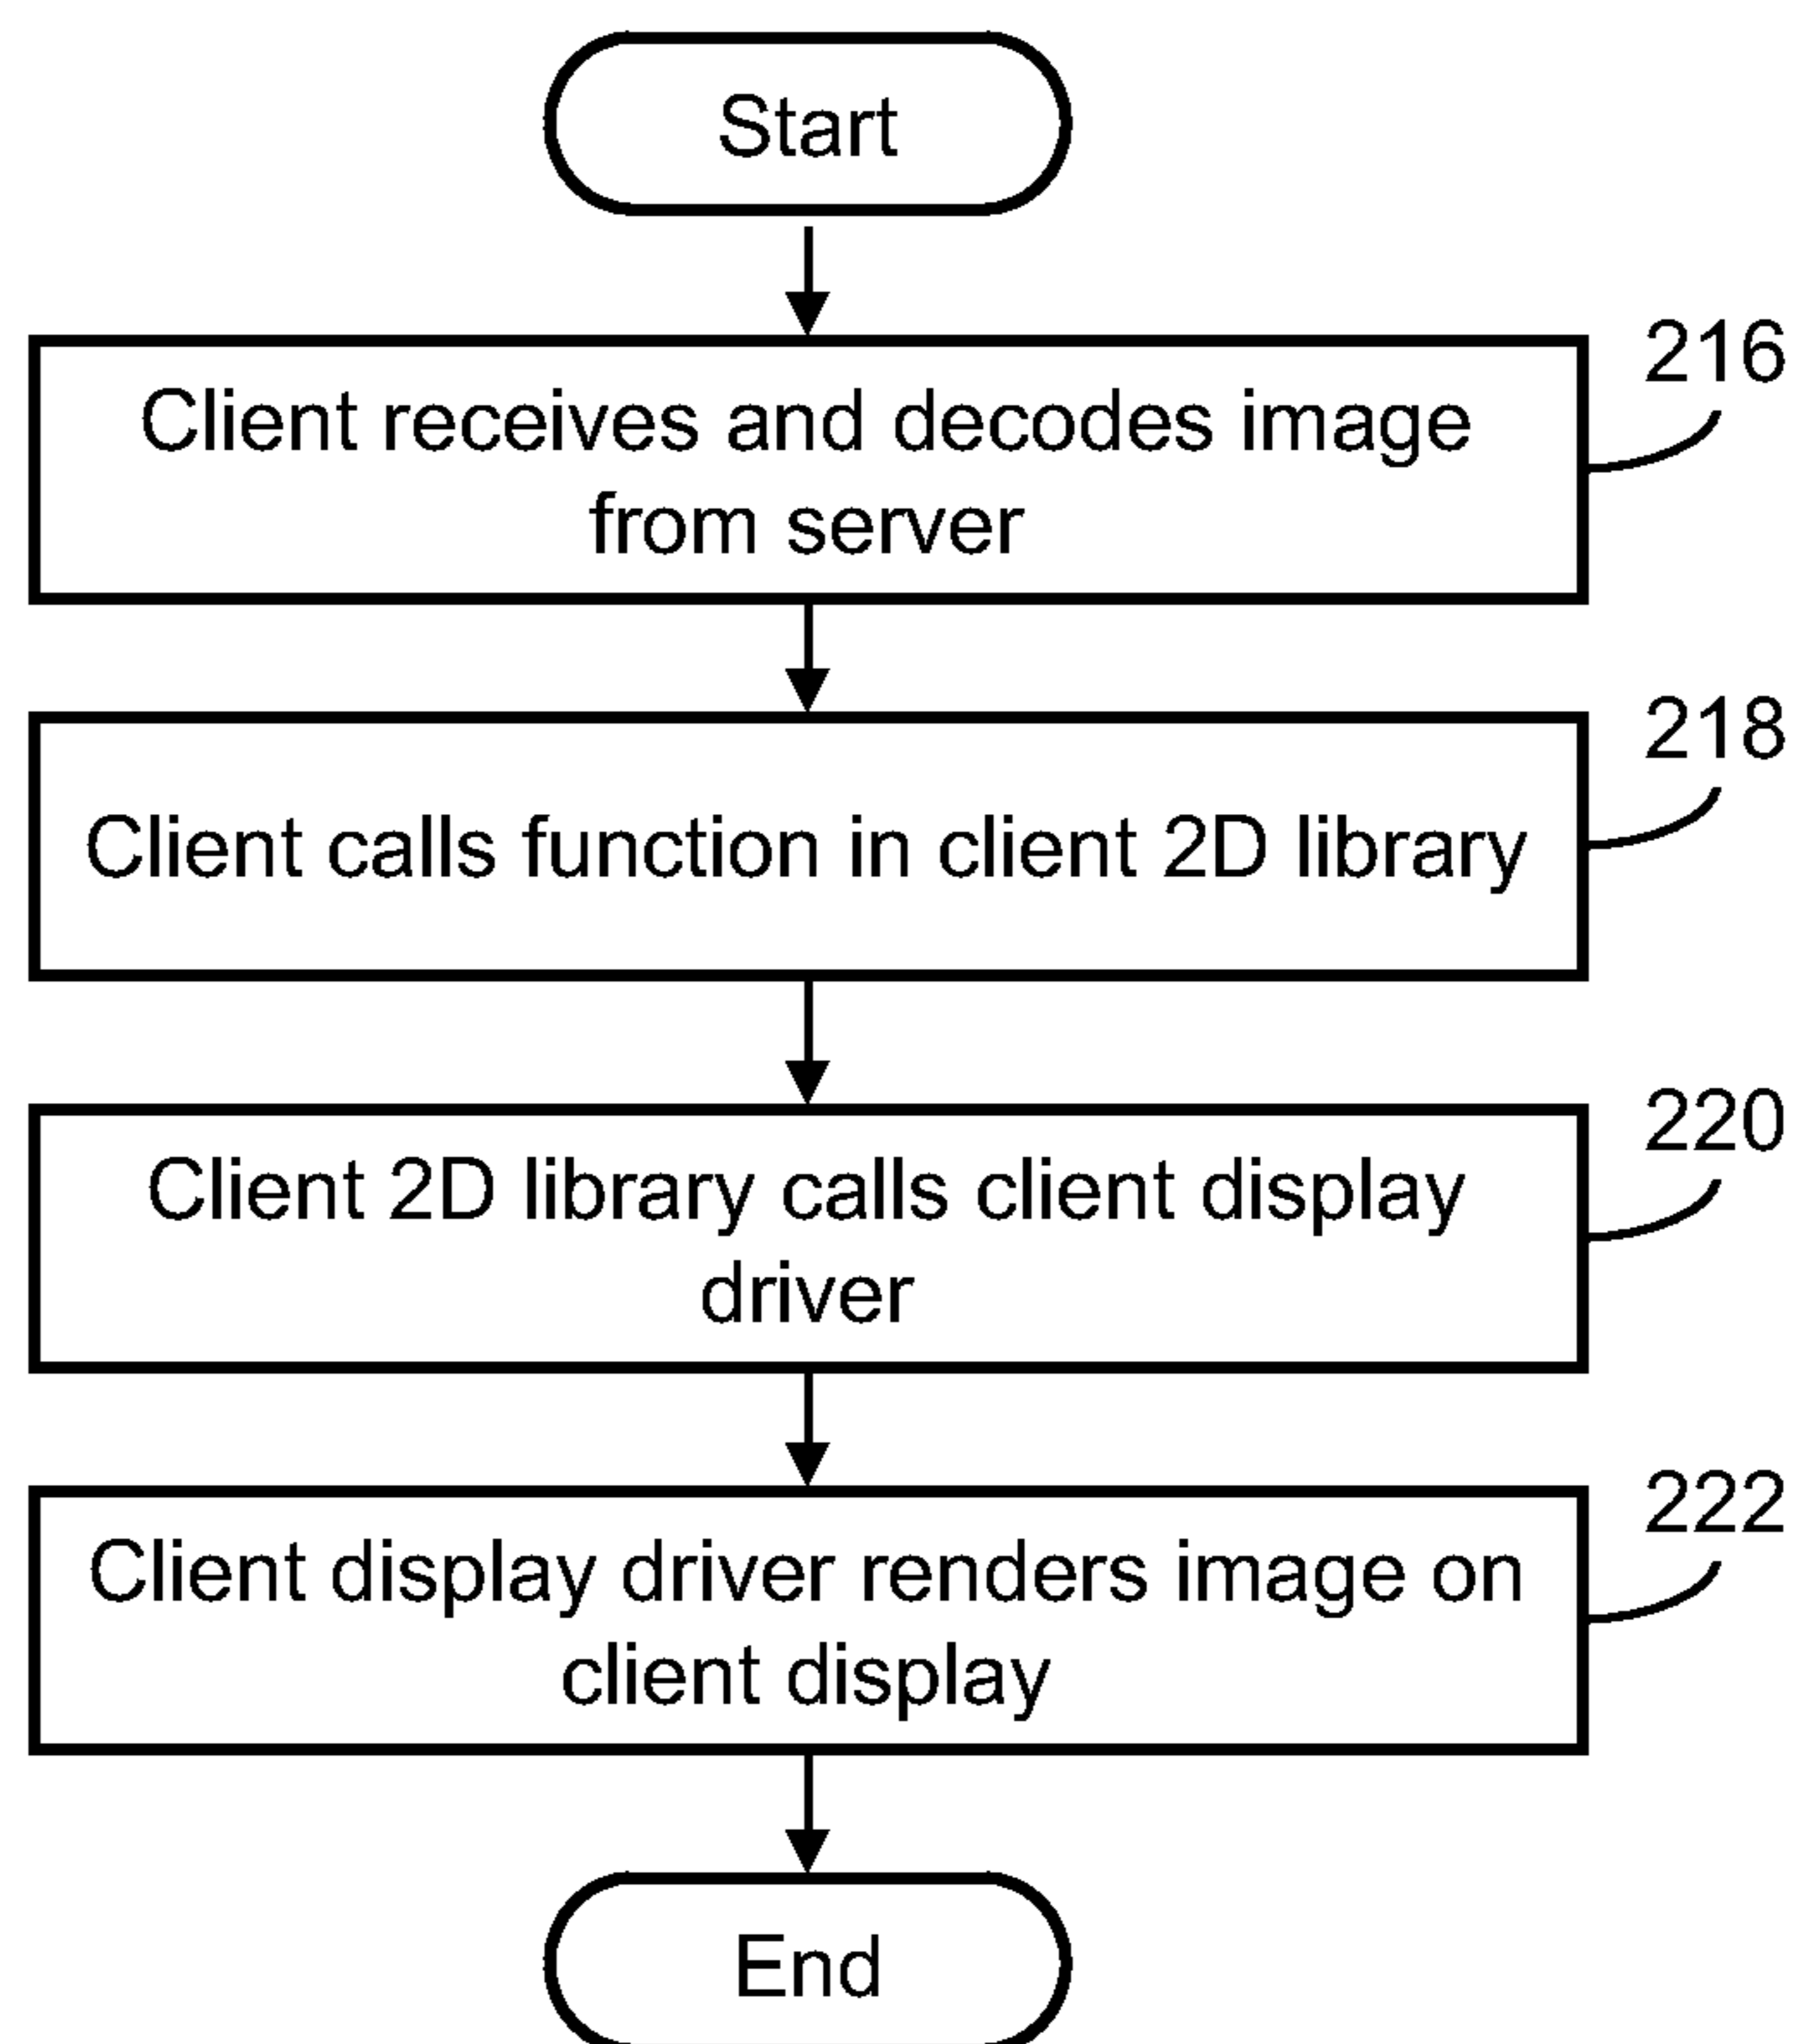 Start
216
Client receives and decodes image
from server
218
Client calls function in client 2D library
220
Client 2D library calls client display
driver
222
Client display driver renders image on
client display
End